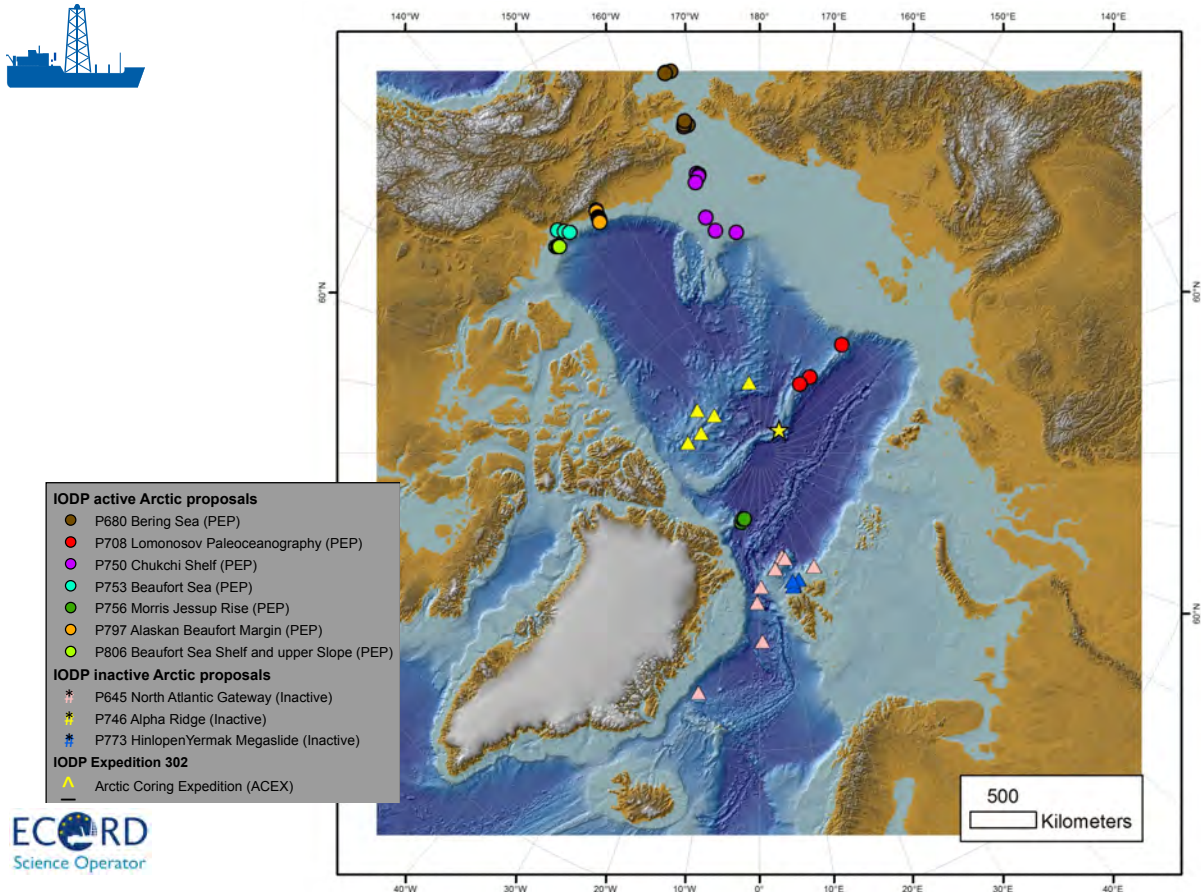 140°W 150°W 160°W 170°W 180° 170°E 160°E 150°E 140°E
60°N 60°N
60°N
IODP active Arctic proposals
P680 Bering Sea (PEP)
P708 Lomonosov Paleoceanography (PEP)
P750 Chukchi Shelf (PEP)
P753 Beaufort Sea (PEP)
P756 Morris Jessup Rise (PEP)
P797 Alaskan Beaufort Margin (PEP)
P806 Beaufort Sea Shelf and upper Slope (PEP)
IODP inactive Arctic proposals
P645 North Atlantic Gateway (Inactive)
P746 Alpha Ridge (Inactive)
P773 HinlopenYermak Megaslide (Inactive)
IODP Expedition 302
Arctic Coring Expedition (ACEX)
500
Kilometers
ECORD
Science Operator
40°W 30°W 20°W 10°W 0° 10°E 20°E 30°E 40°E